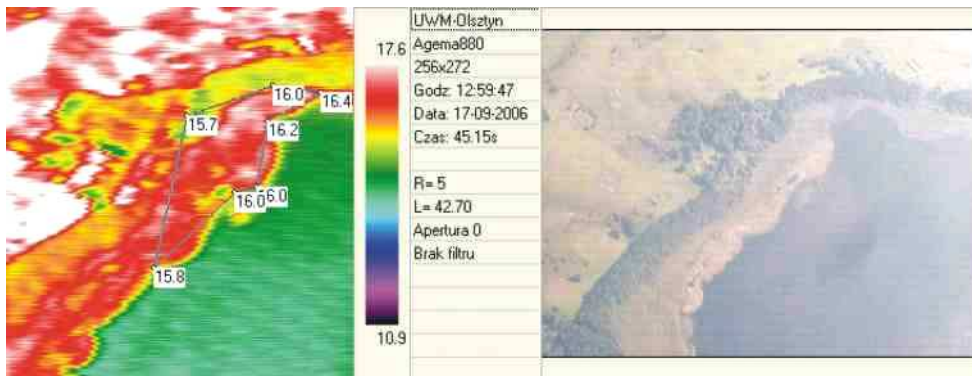 16.0
16.4
15.7
16.2
16.0
6.0
15.8
17.6
10.9
UWM-Olsztyn
Agema880
256x272
Godz: 12:59:47
Data: 17-09-2006
Czas: 45.15s
R= 5
L= 42.70
Apertura 0
Brak filtru